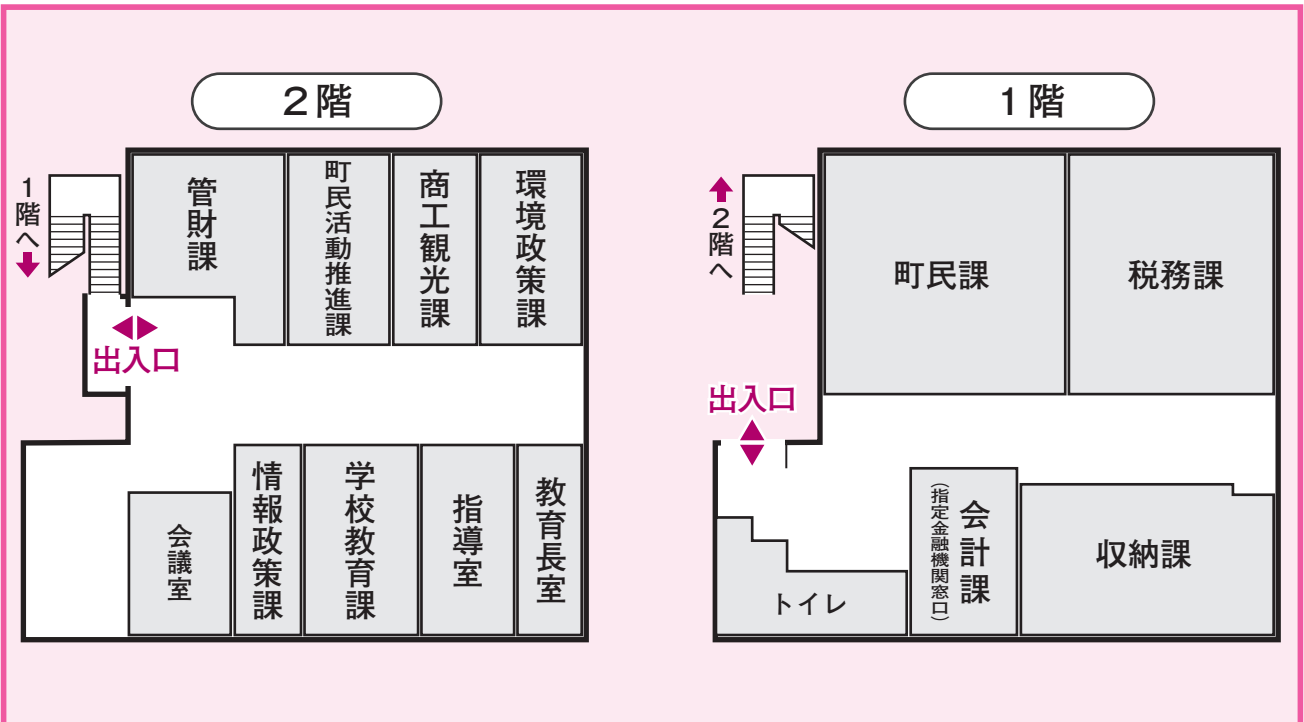 2階
1階へ
管財課
町民活動推進課
商工観光課
環境政策課
出入口
会議室
情報政策課
学校教育課
指導室
教育長室
1階
2階へ
町民課
税務課
出入口
トイレ
会計課
（指定金融機関窓口）
収納課